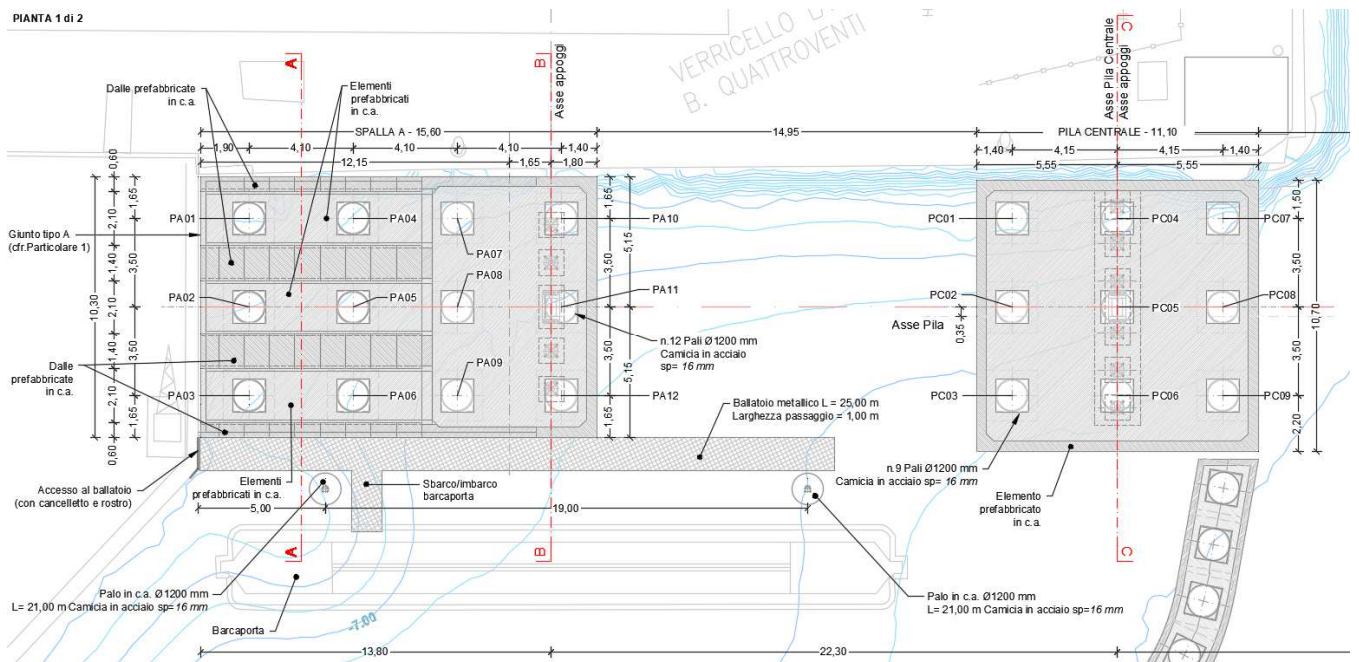 PIANTA 1 di 2
VERRICELLO
B. QUATTROVENTI
A
B
C
Asse appoggi
Asse Pila Centrale
Asse appoggi
Dalle prefabbricate
in c.a.
Elementi
prefabbricati
in c.a.
SPALLA A - 15,60
14,95
PILA CENTRALE - 11,10
1,90
4,10
4,10
4,10
1,40
12,15
1,65
1,80
1,40
4,15
4,15
1,40
5,55
5,55
0,60
2,10
1,40
2,10
1,40
2,10
0,60
10,30
1,65
3,50
3,50
1,65
1,65
3,50
3,50
1,65
5,15
5,15
1,50
3,50
3,50
2,20
10,70
PA01
PA04
PA07
PA10
Giunto tipo A
(cfr.Particolare 1)
PA02
PA05
PA08
PA11
PA03
PA06
PA09
PA12
PC01
PC04
PC07
PC02
PC05
PC08
PC03
PC06
PC09
Asse Pila
0,35
n.12 Pali Ø1200 mm
Camicia in acciaio
sp= 16 mm
Dalle
prefabbricate
in c.a.
Ballatoio metallico L = 25,00 m
Larghezza passaggio = 1,00 m
n.9 Pali Ø1200 mm
Camicia in acciaio sp= 16 mm
Accesso al ballatoio
(con cancelletto e rostro)
Elementi
prefabbricati in c.a.
Sbarco/imbarco
barcaporta
Elemento
prefabbricato
in c.a.
5,00
19,00
A
B
C
Palo in c.a. Ø1200 mm
L= 21,00 m Camicia in acciaio sp=16 mm
Palo in c.a. Ø1200 mm
L= 21,00 m Camicia in acciaio sp=16 mm
Barcaporta
-7.00
13,80
22,30